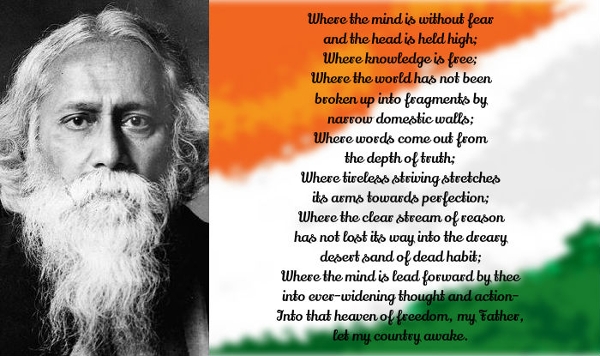 Where the mind is without fear
and the head is held high;
Where knowledge is free;
Where the world has not been
broken up into fragments by
narrow domestic walls;
Where words come out from
the depth of truth;
Where tireless striving stretches
its arms towards perfection;
Where the clear stream of reason
has not lost its way into the dreary
desert sand of dead habit;
Where the mind is lead forward by thee
into ever-widening thought and action-
Into that heaven of freedom, my Father,
let my country awake.